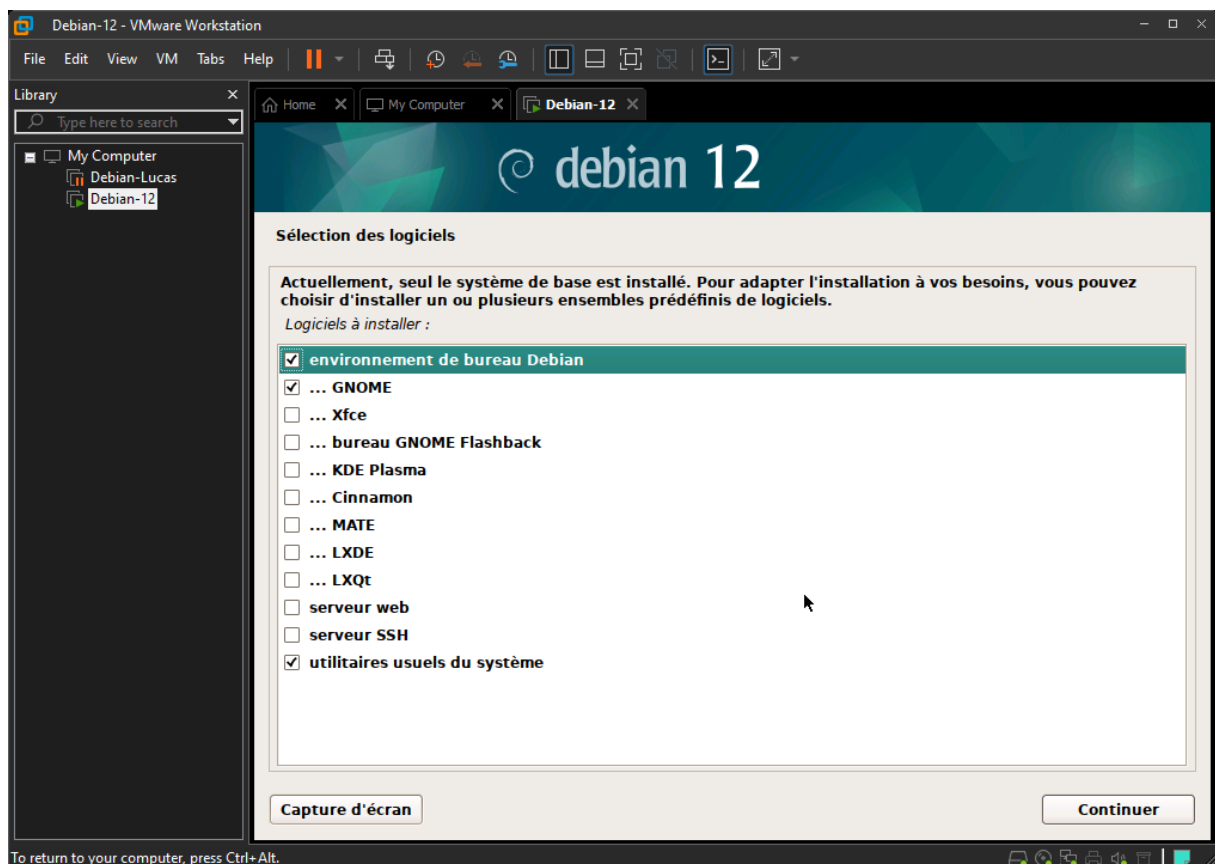 Debian-12 - VMware Workstation
File Edit View VM Tabs Help
Library
Type here to search
My Computer
Debian-Lucas
Debian-12
Home
My Computer
Debian-12
debian 12
Sélection des logiciels
Actuellement, seul le système de base est installé. Pour adapter l'installation à vos besoins, vous pouvez
choisir d'installer un ou plusieurs ensembles prédéfinis de logiciels.
Logiciels à installer :
environnement de bureau Debian
... GNOME
... Xfce
... bureau GNOME Flashback
... KDE Plasma
... Cinnamon
... MATE
... LXDE
... LXQt
serveur web
serveur SSH
utilitaires usuels du système
Capture d'écran
Continuer
To return to your computer, press Ctrl+Alt.